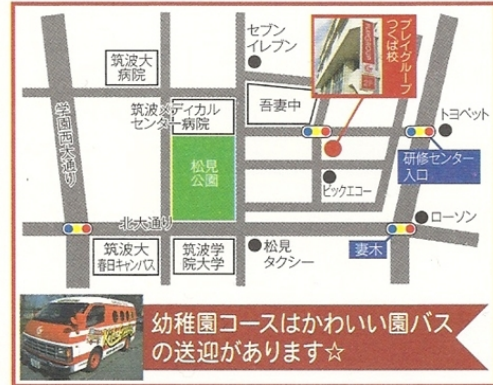 セブン
イレブン
プレイグループ
つくば校
筑波大
病院
筑波メディカル
センター病院
吾妻中
トヨペット
学園西大通り
松見
公園
研修センター
入口
ビックエコー
北大通り
ローソン
筑波大
春日キャンパス
筑波学
院大学
松見
タクシー
妻木
幼稚園コースはかわいい園バス
の送迎があります☆